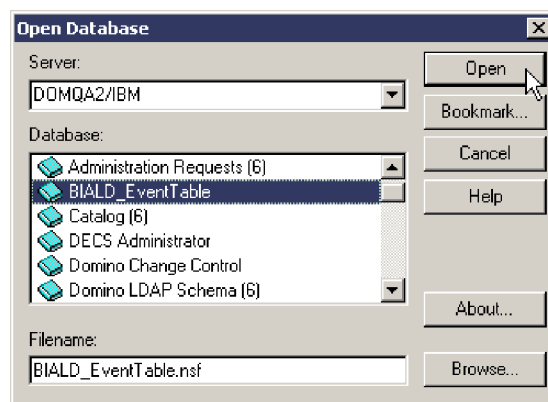 Open Database
Server:
DOMQA2/IBM
Database:
Administration Requests (6)
BIALD_EventTable
Catalog (6)
DECS Administrator
Domino Change Control
Domino LDAP Schema (6)
Filename:
BIALD_EventTable.nsf
Open
Bookmark...
Cancel
Help
About...
Browse...